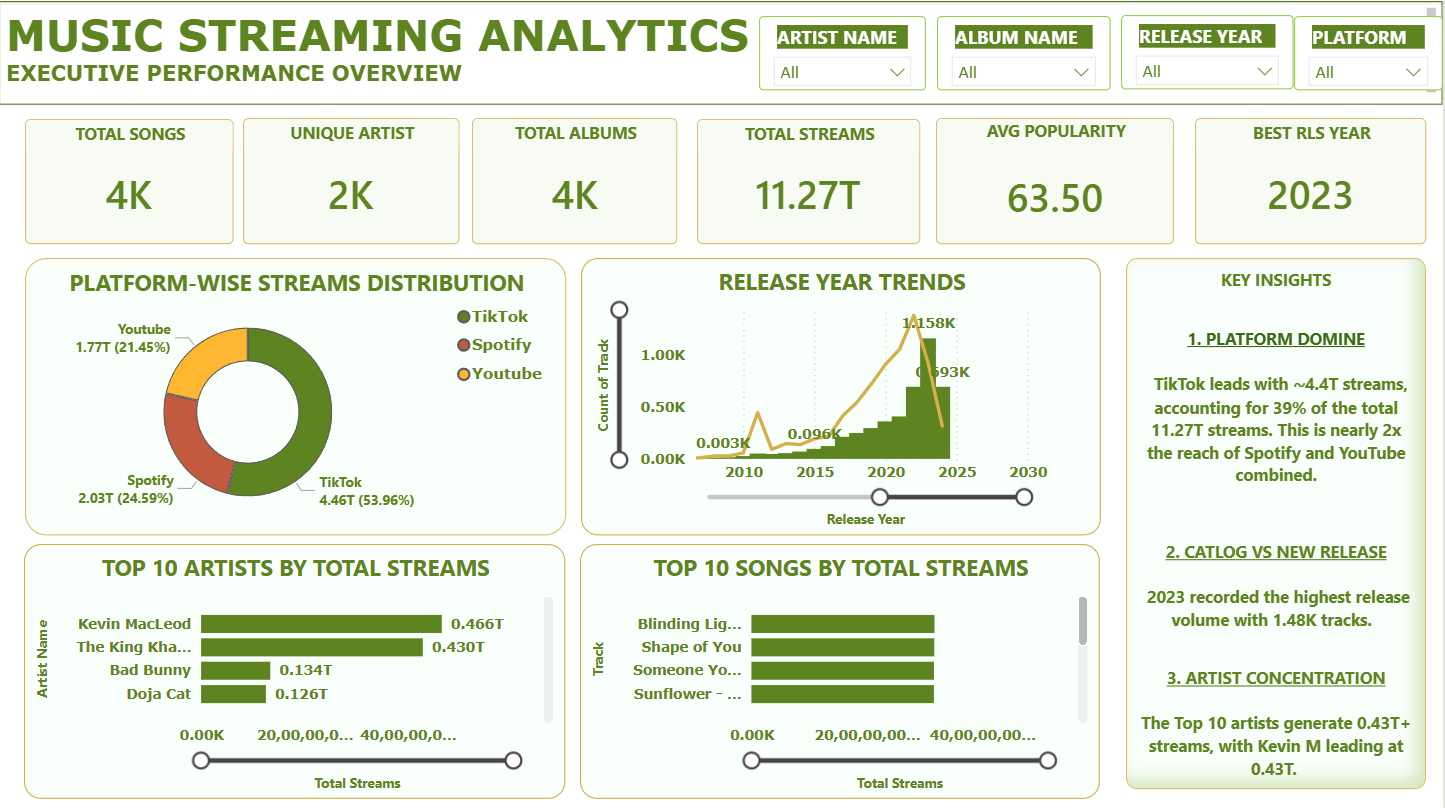 MUSIC STREAMING ANALYTICS
EXECUTIVE PERFORMANCE OVERVIEW
ARTIST NAME
All
ALBUM NAME
All
RELEASE YEAR
All
PLATFORM
All
TOTAL SONGS
4K
UNIQUE ARTIST
2K
TOTAL ALBUMS
4K
TOTAL STREAMS
11.27T
AVG POPULARITY
63.50
BEST RLS YEAR
2023
PLATFORM-WISE STREAMS DISTRIBUTION
TikTok
Spotify
Youtube
Youtube
1.77T (21.45%)
Spotify
2.03T (24.59%)
TikTok
4.46T (53.96%)
RELEASE YEAR TRENDS
Count of Track
1.00K
0.50K
0.00K
0.003K
0.096K
1.158K
0.693K
2010
2015
2020
2025
2030
Release Year
TOP 10 ARTISTS BY TOTAL STREAMS
Artist Name
Kevin MacLeod
0.466T
The King Kha...
0.430T
Bad Bunny
0.134T
Doja Cat
0.126T
0.00K
20,00,00,0...
40,00,00,0...
Total Streams
TOP 10 SONGS BY TOTAL STREAMS
Track
Blinding Lig...
Shape of You
Someone Yo...
Sunflower - ...
0.00K
20,00,00,00...
40,00,00,00...
Total Streams
KEY INSIGHTS
1. PLATFORM DOMINE
TikTok leads with ~4.4T streams,
accounting for 39% of the total
11.27T streams. This is nearly 2x
the reach of Spotify and YouTube
combined.
2. CATLOG VS NEW RELEASE
2023 recorded the highest release
volume with 1.48K tracks.
3. ARTIST CONCENTRATION
The Top 10 artists generate 0.43T+
streams, with Kevin M leading at
0.43T.